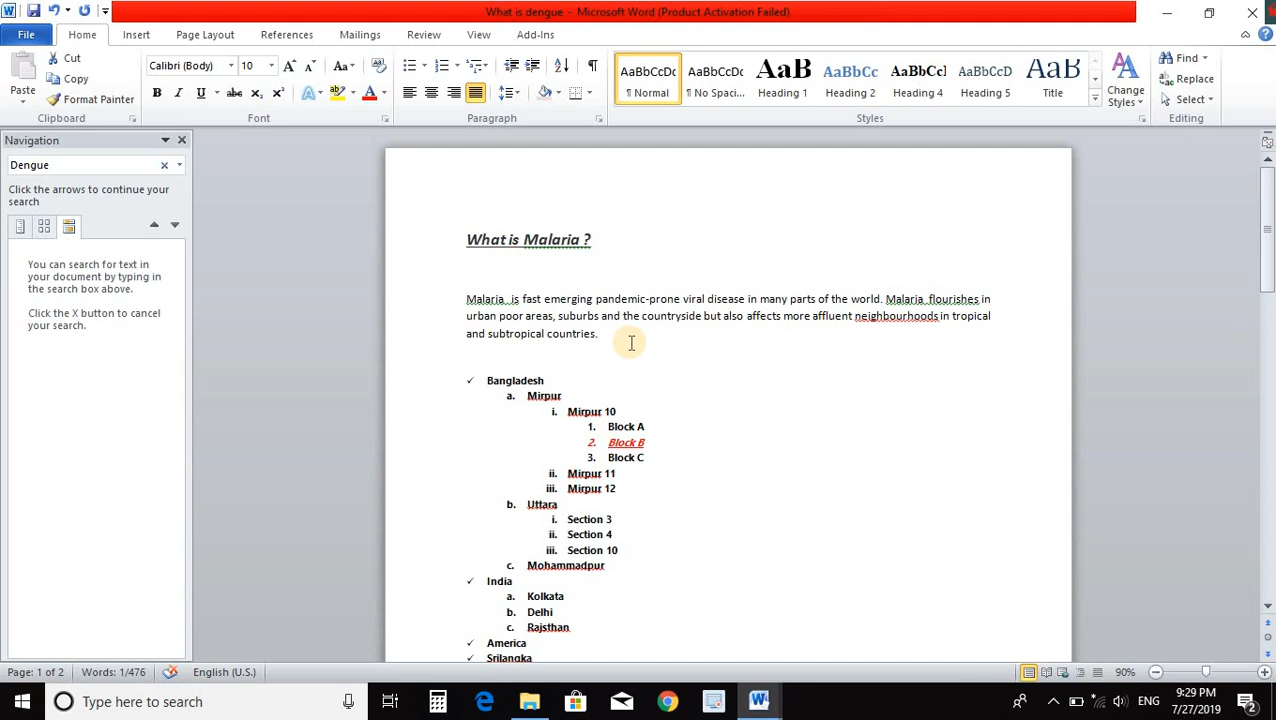 What is dengue - Microsoft Word (Product Activation Failed)
File Home Insert Page Layout References Mailings Review View Add-Ins
Paste
Cut
Copy
Format Painter
Clipboard
Calibri (Body) 10
Font
Paragraph
AaBbCcDc AaBbCcDc AaB AaBbCc AaBbCcI AaBbCcDc AaB
¶ Normal ¶ No Spaci... Heading 1 Heading 2 Heading 4 Heading 5 Title
Change
Styles
Styles
Find
Replace
Select
Editing
Navigation
Dengue
Click the arrows to continue your
search
You can search for text in
your document by typing in
the search box above.
Click the X button to cancel
your search.
What is Malaria ?
Malaria is fast emerging pandemic-prone viral disease in many parts of the world. Malaria flourishes in
urban poor areas, suburbs and the countryside but also affects more affluent neighbourhoods in tropical
and subtropical countries.
✓ Bangladesh
a. Mirpur
i. Mirpur 10
1. Block A
2. Block B
3. Block C
ii. Mirpur 11
iii. Mirpur 12
b. Uttara
i. Section 3
ii. Section 4
iii. Section 10
c. Mohammadpur
✓ India
a. Kolkata
b. Delhi
c. Rajsthan
✓ America
✓ Srilangka
Page: 1 of 2 Words: 1/476 English (U.S.) 90%
Type here to search
ENG
9:29 PM
7/27/2019
2